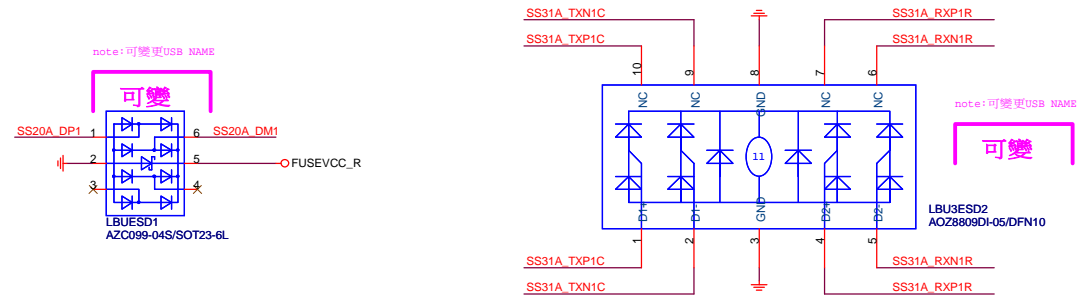 note:可變更USB NAME
可變
SS20A_DP1 1
6 SS20A_DM1
2
5 FUSEVCC_R
3
4
LBUESD1
AZC099-04S/SOT23-6L
SS31A_TXN1C
SS31A_RXP1R
SS31A_TXP1C
SS31A_RXN1R
10 9 8 7 6
NC NC GND NC NC
11
D1+ D1- GND D2+ D2-
1 2 3 4 5
SS31A_TXP1C
SS31A_RXN1R
SS31A_TXN1C
SS31A_RXP1R
LBU3ESD2
AOZ8809DI-05/DFN10
note:可變更USB NAME
可變